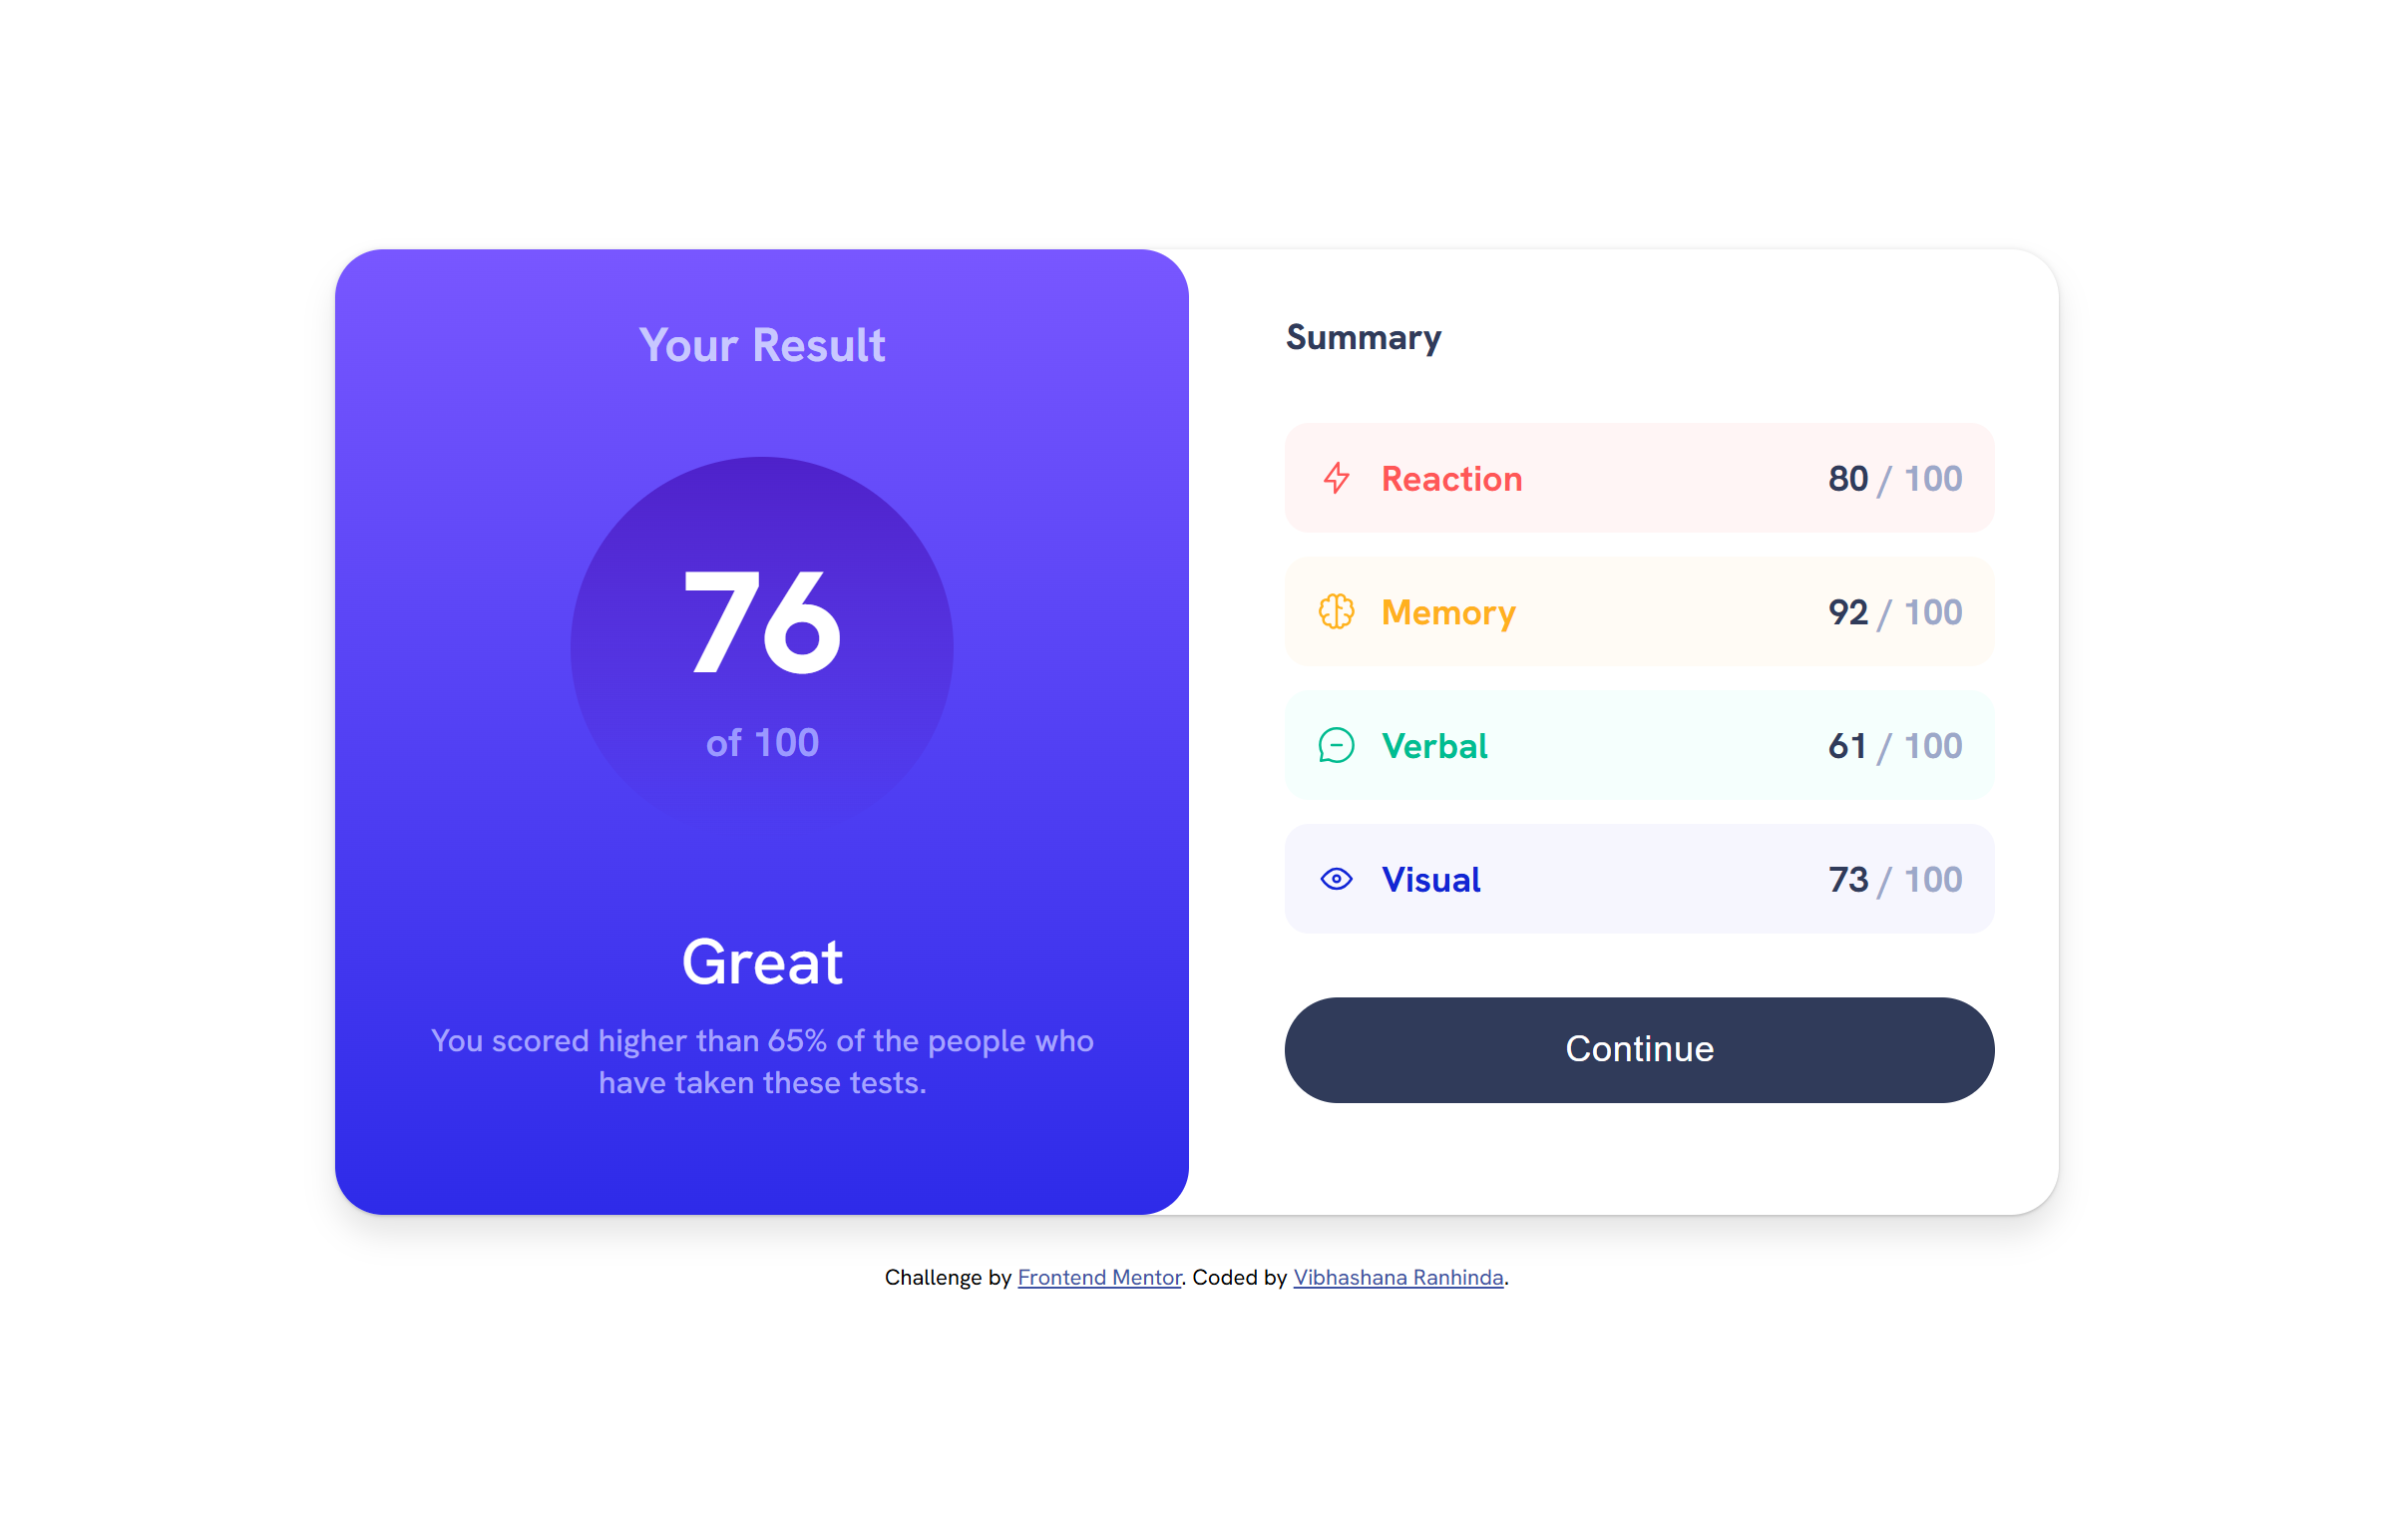 Your Result
76
of 100
Great
You scored higher than 65% of the people who
have taken these tests.
Summary
Reaction 80 / 100
Memory 92 / 100
Verbal 61 / 100
Visual 73 / 100
Continue
Challenge by Frontend Mentor. Coded by Vibhashana Ranhinda.